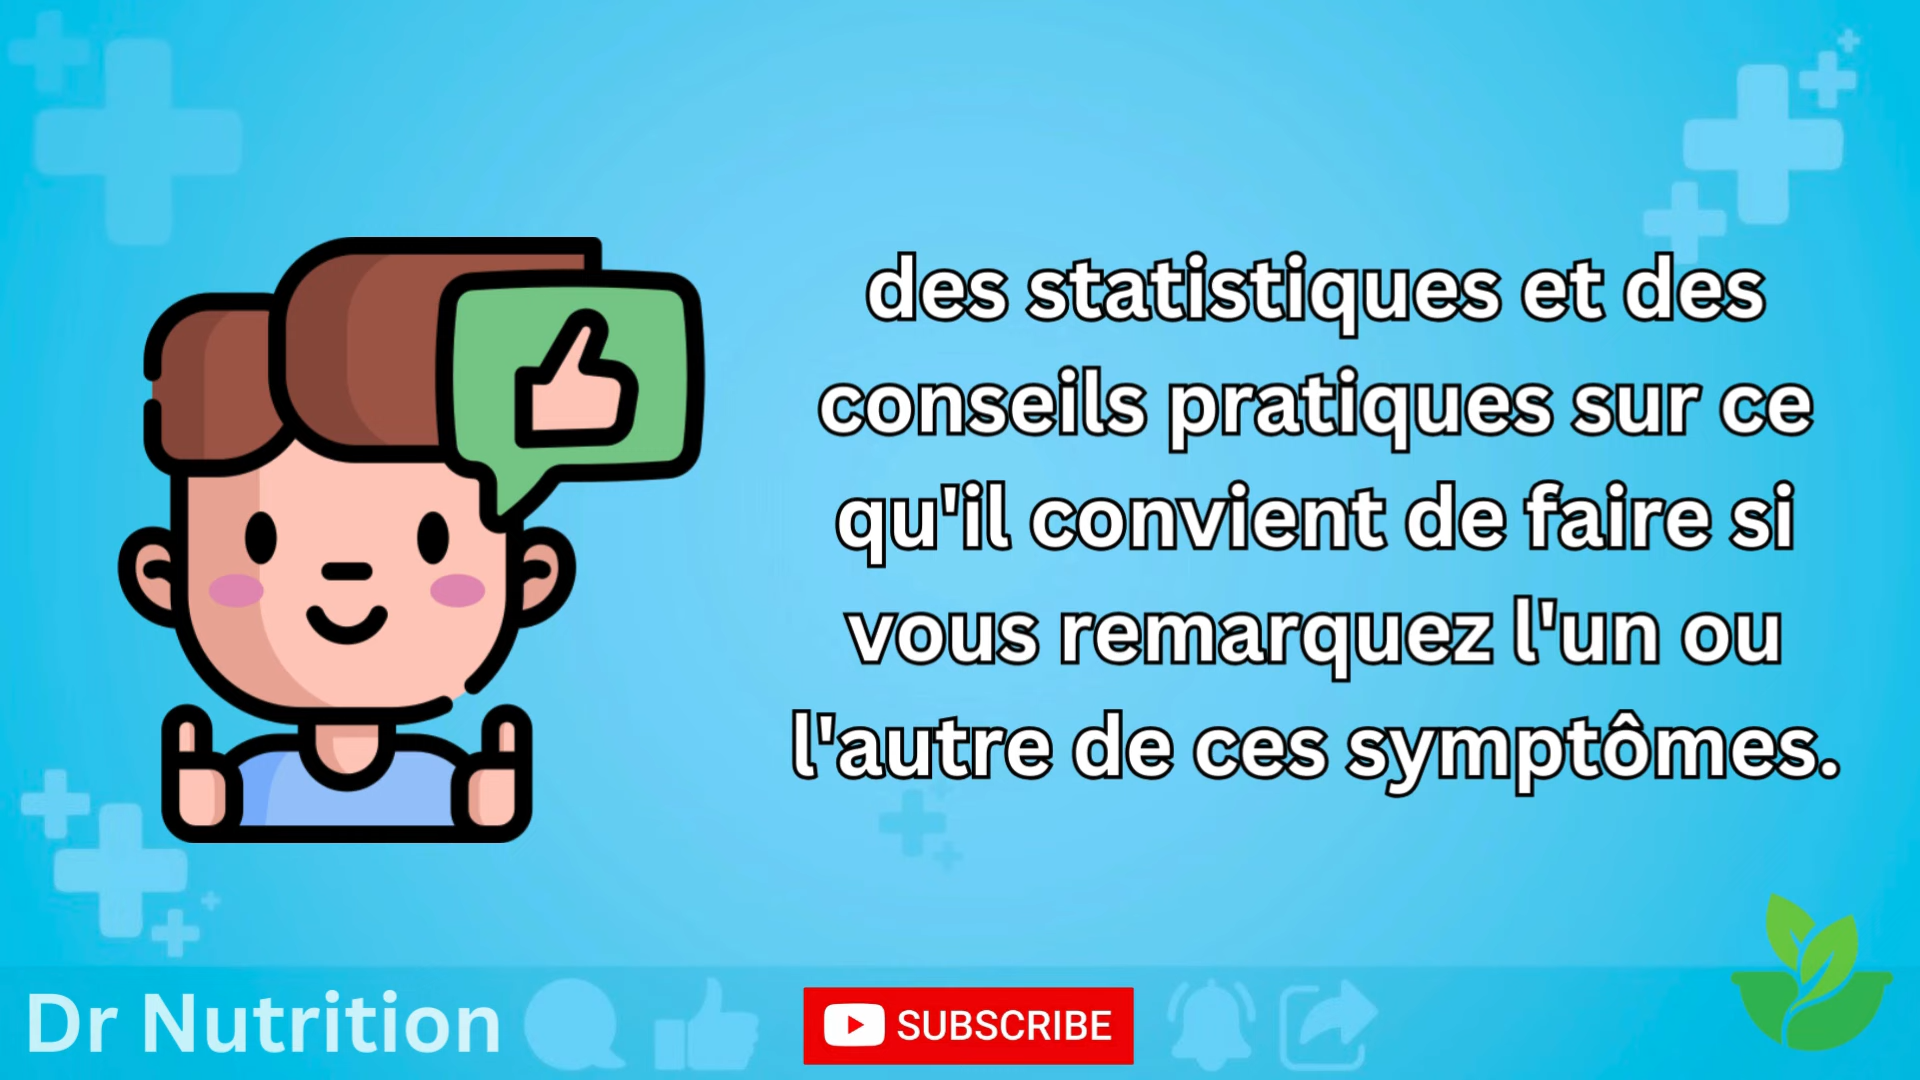 des statistiques et des
conseils pratiques sur ce
qu'il convient de faire si
vous remarquez l'un ou
l'autre de ces symptômes.
Dr Nutrition
SUBSCRIBE